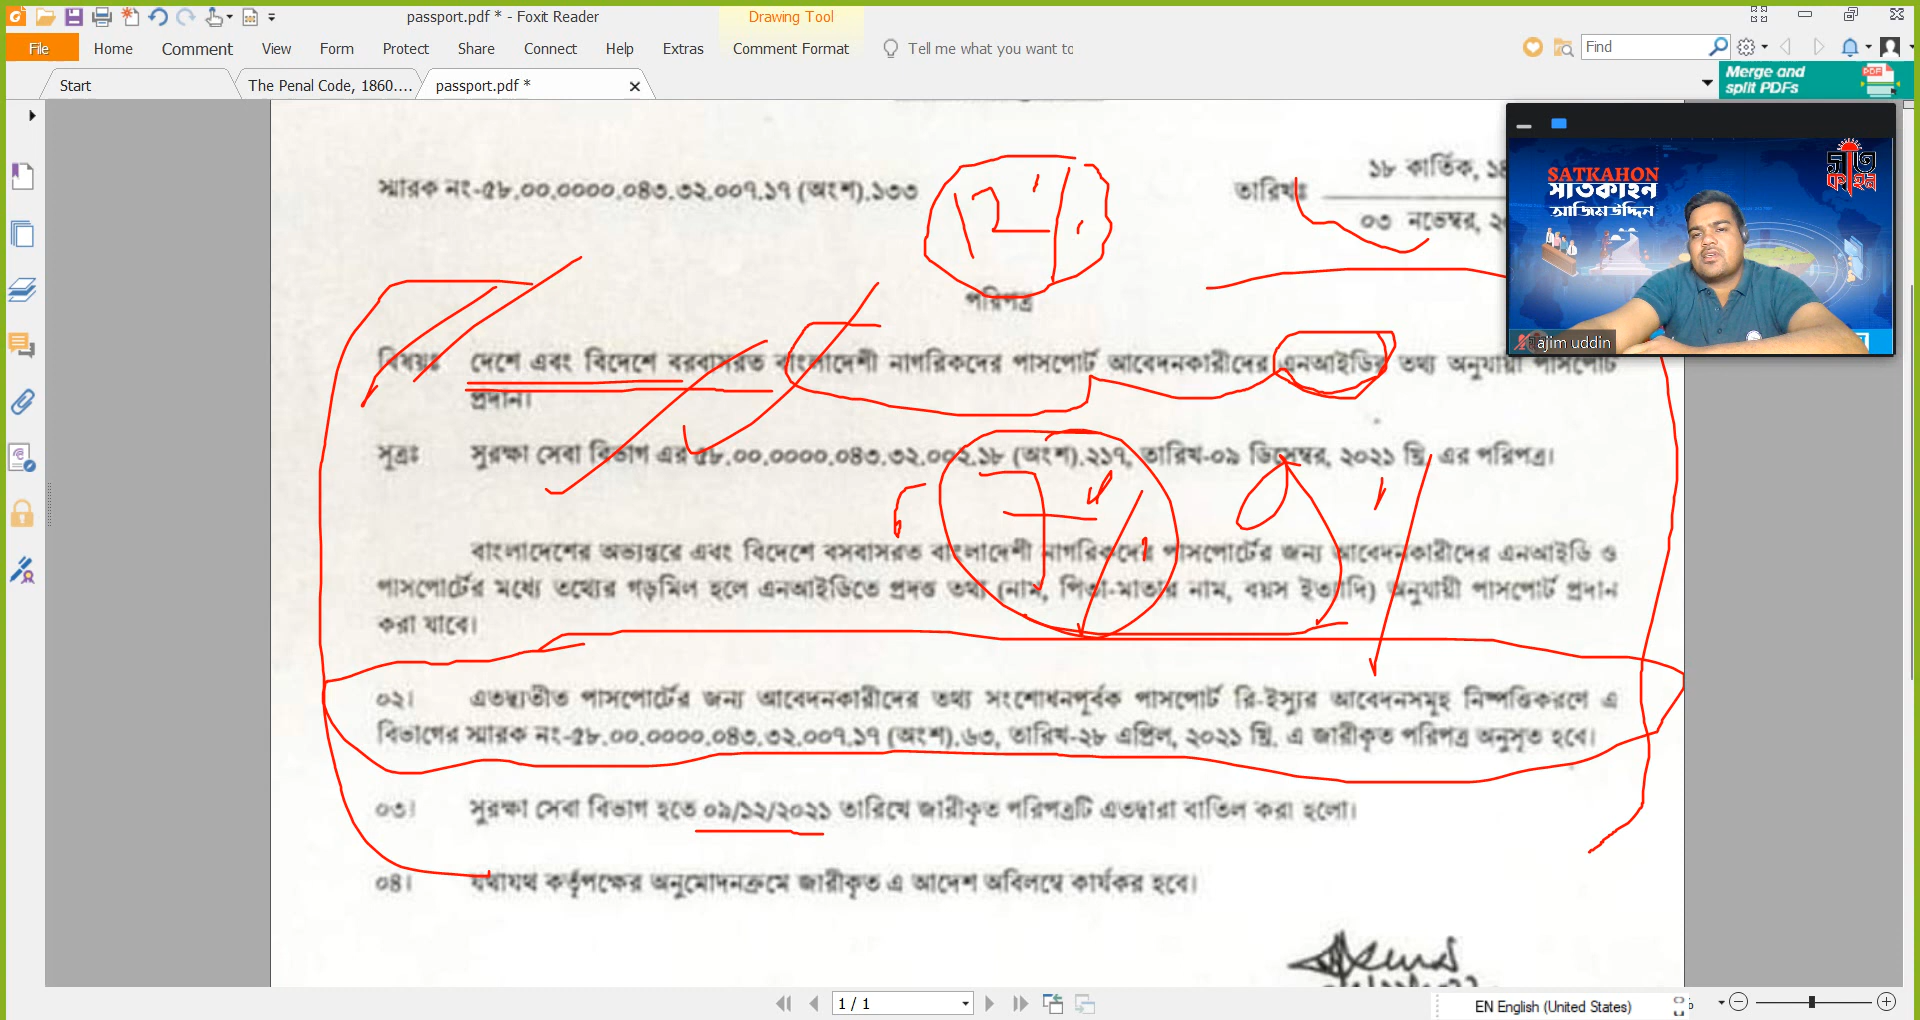 passport.pdf * - Foxit Reader
Drawing Tool
File Home Comment View Form Protect Share Connect Help Extras Comment Format Tell me what you want to
Find
Start
The Penal Code, 1860....
passport.pdf *
Merge and
split PDFs
স্মারক নং-৫৮.০০.০০০০.০৪৩.৩২.০০৭.১৭ (অংশ).১৩৩
তারিখঃ
১৮ কার্তিক, ১৪
০৩ নভেম্বর, ২০
SATKAHON
সাতকাহন
আজিমউদ্দিন
সাত
কাহন
ajim uddin
পরিপত্র
বিষয়ঃ দেশে এবং বিদেশে বরবাসরত বাংলাদেশী নাগরিকদের পাসপোর্ট আবেদনকারীদের এনআইডির তথ্য অনুযায়ী পাসপোর্ট
প্রদান।
সূত্রঃ সুরক্ষা সেবা বিভাগ এর ৫৮.০০.০০০০.০৪৩.৩২.০০২.১৮ (অংশ).২১৭, তারিখ-০৯ ডিসেম্বর, ২০২১ খ্রি. এর পরিপত্র।
বাংলাদেশের অভ্যন্তরে এবং বিদেশে বসবাসরত বাংলাদেশী নাগরিকদের পাসপোর্টের জন্য আবেদনকারীদের এনআইডি ও
পাসপোর্টের মধ্যে তথ্যের গড়মিল হলে এনআইডিতে প্রদত্ত তথ্য (নাম, পিতা-মাতার নাম, বয়স ইত্যাদি) অনুযায়ী পাসপোর্ট প্রদান
করা যাবে।
০২। এতদ্ব্যতীত পাসপোর্টের জন্য আবেদনকারীদের তথ্য সংশোধনপূর্বক পাসপোর্ট রি-ইস্যুর আবেদনসমূহ নিষ্পত্তিকরণে এ
বিভাগের স্মারক নং-৫৮.০০.০০০০.০৪৩.৩২.০০৭.১৭ (অংশ).৬৩, তারিখ-২৮ এপ্রিল, ২০২১ খ্রি. এ জারীকৃত পরিপত্র অনুসৃত হবে।
০৩। সুরক্ষা সেবা বিভাগ হতে ০৯/১২/২০২১ তারিখে জারীকৃত পরিপত্রটি এতদ্বারা বাতিল করা হলো।
০৪। যথাযথ কর্তৃপক্ষের অনুমোদনক্রমে জারীকৃত এ আদেশ অবিলম্বে কার্যকর হবে।
1 / 1
EN English (United States)